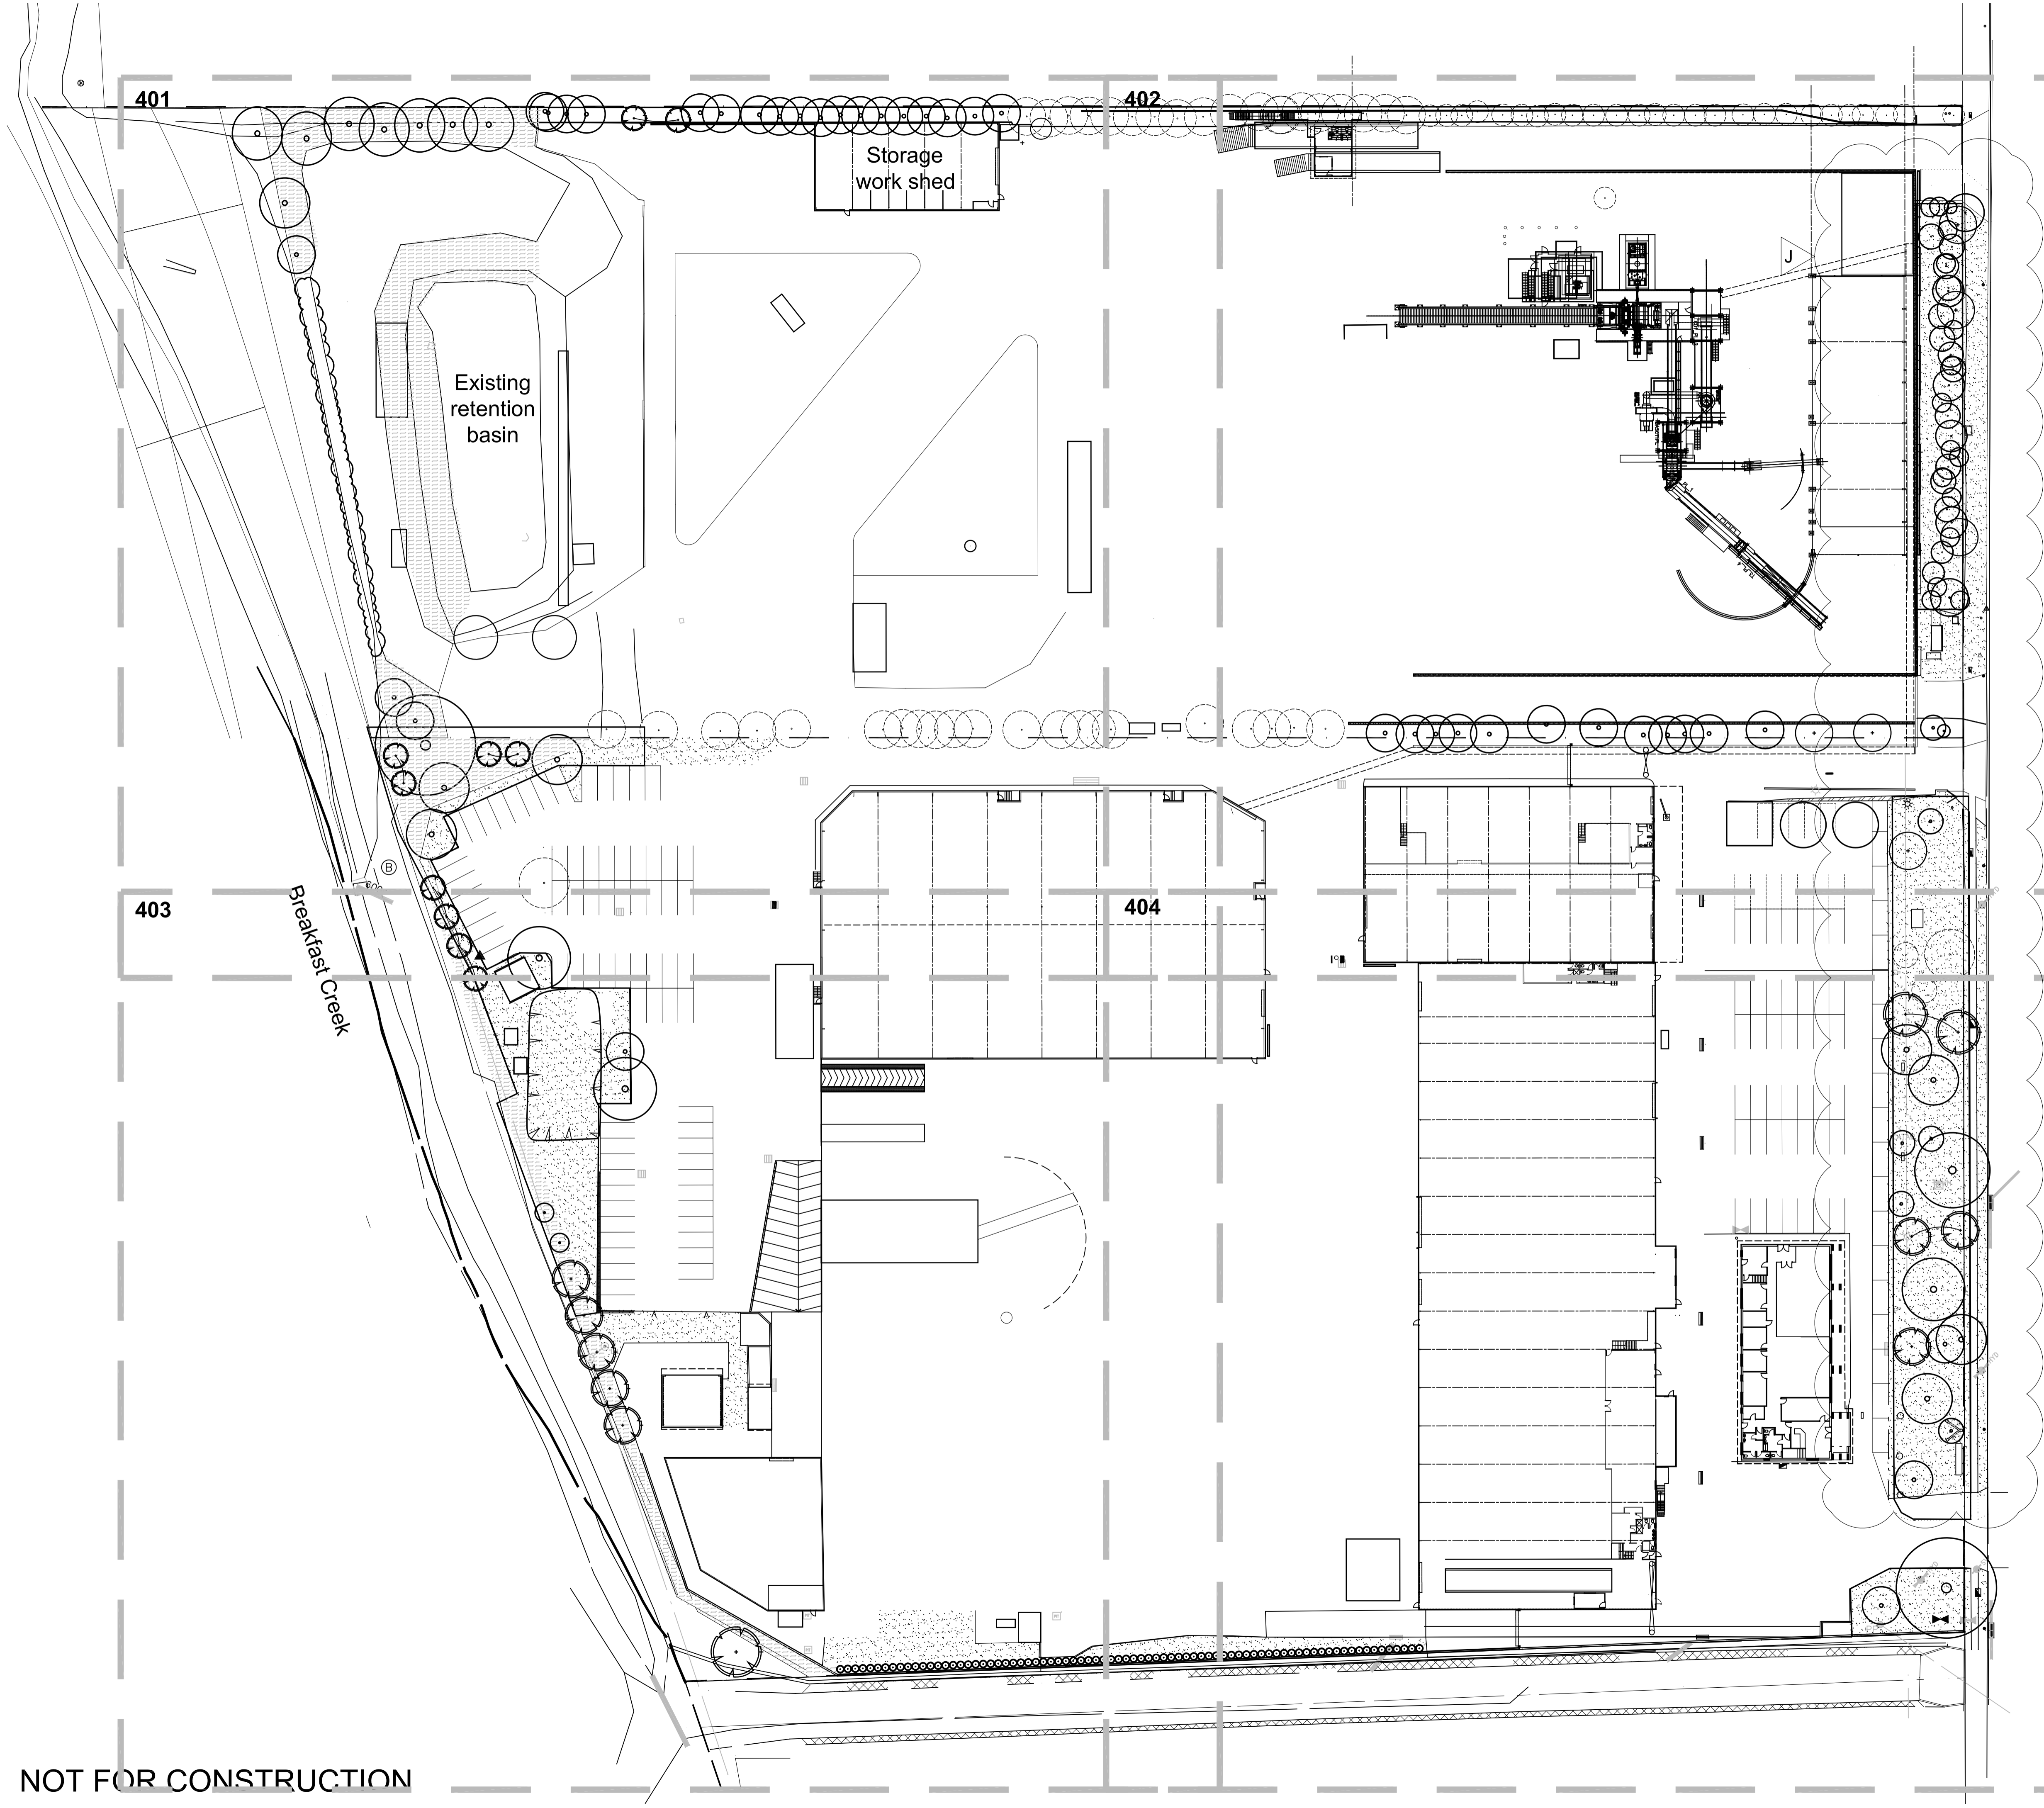 401
402
Storage
work shed
J
Existing
retention
basin
B
403
404
Breakfast Creek
NOT FOR CONSTRUCTION